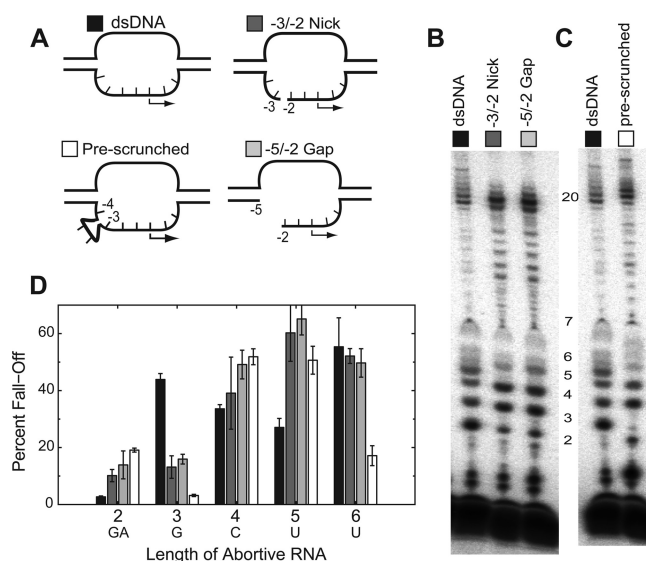 A
dsDNA
-3/-2 Nick
-3 -2
Pre-scrunched
-4
-3
-5/-2 Gap
-5
-2
B
dsDNA
-3/-2 Nick
-5/-2 Gap
C
dsDNA
pre-scrunched
20
7
6
5
4
3
2
D
Percent Fall-Off
60
40
20
0
2 3 4 5 6
GA G C U U
Length of Abortive RNA